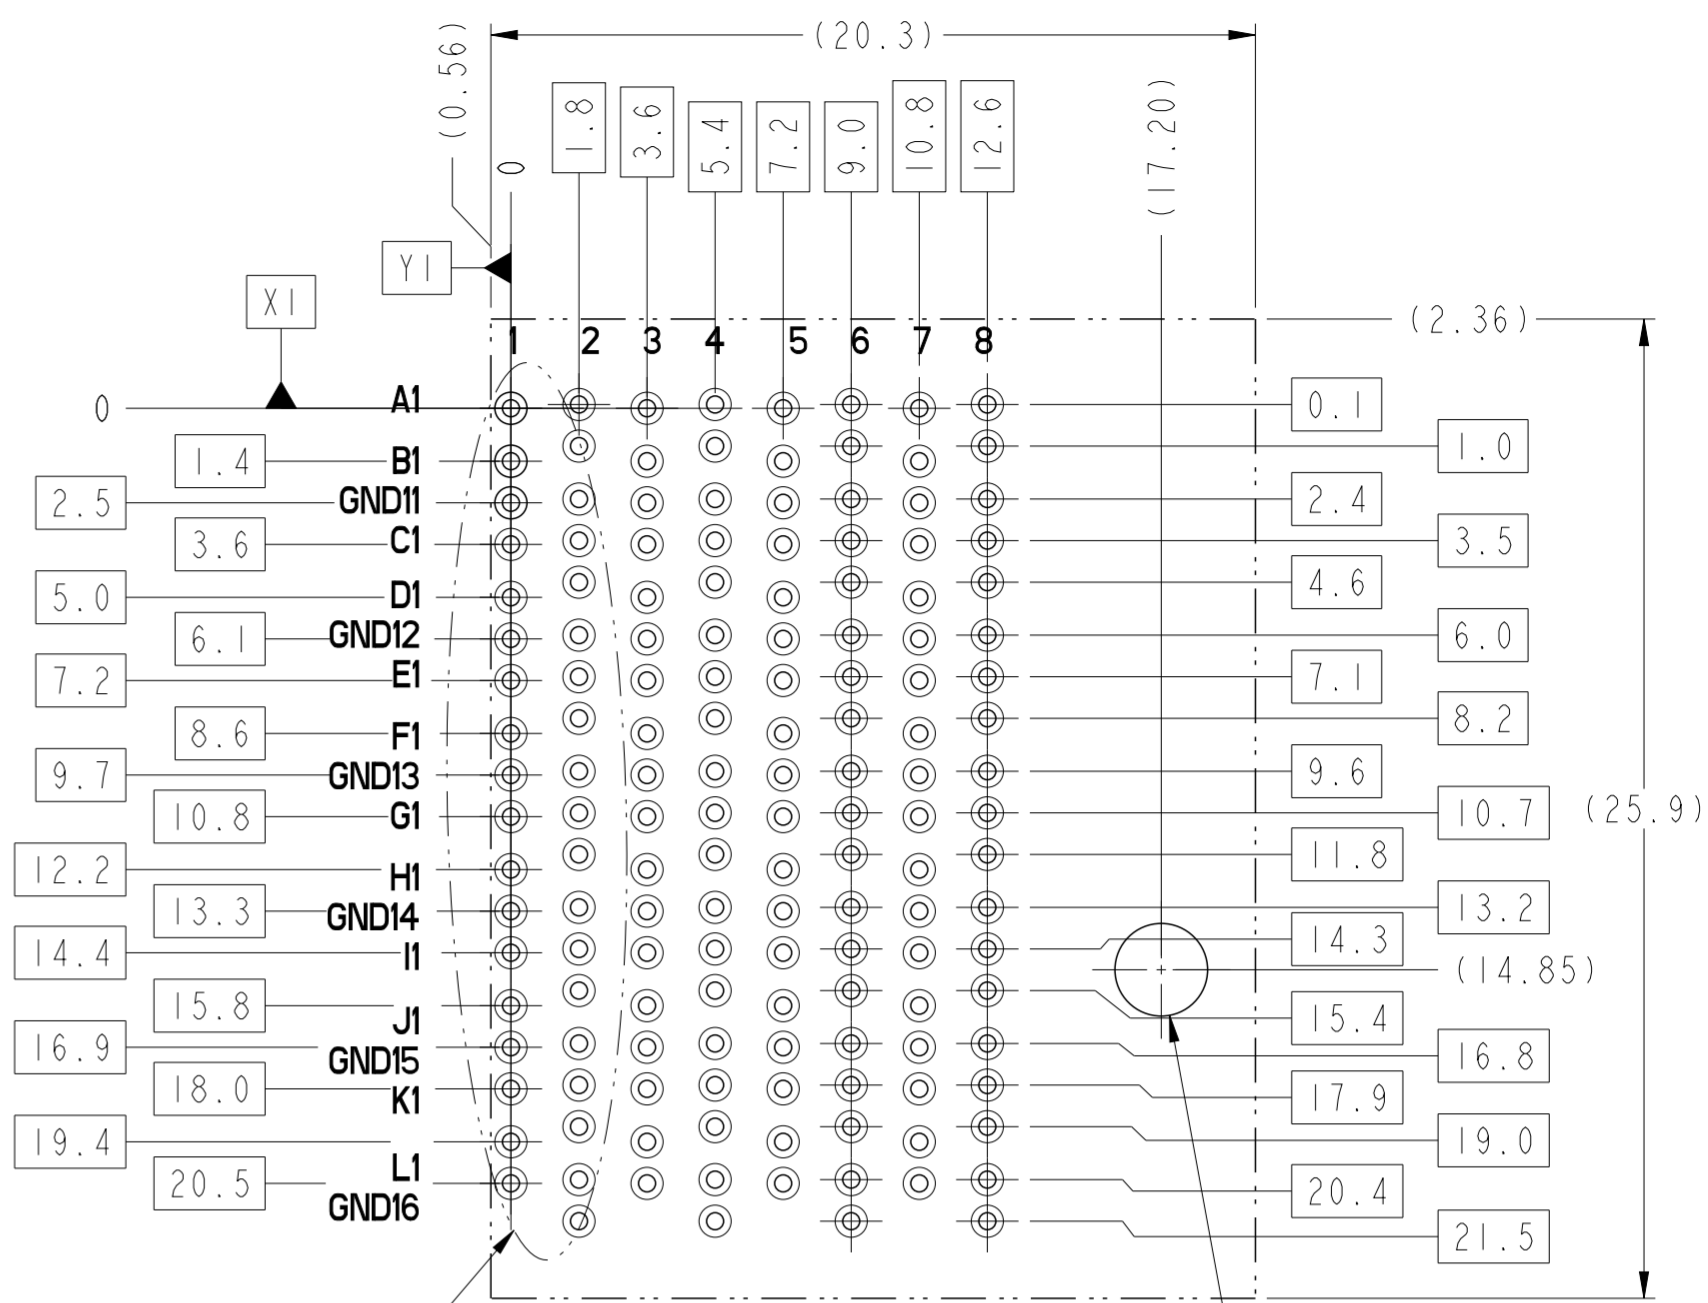 (20.3)
(0.56)
0
1.8
3.6
5.4
7.2
9.0
10.8
12.6
(17.20)
Y1
X1
(2.36)
1 2 3 4 5 6 7 8
0 A1 0.1
1.4 B1 1.0
2.5 GND11 2.4
3.6 C1 3.5
5.0 D1 4.6
6.1 GND12 6.0
7.2 E1 7.1
8.6 F1 8.2
9.7 GND13 9.6
10.8 G1 10.7 (25.9)
12.2 H1 11.8
13.3 GND14 13.2
14.4 I1 14.3
(14.85)
15.8 J1 15.4
16.9 GND15 16.8
18.0 K1 17.9
19.4 L1 19.0
20.5 GND16 20.4
21.5